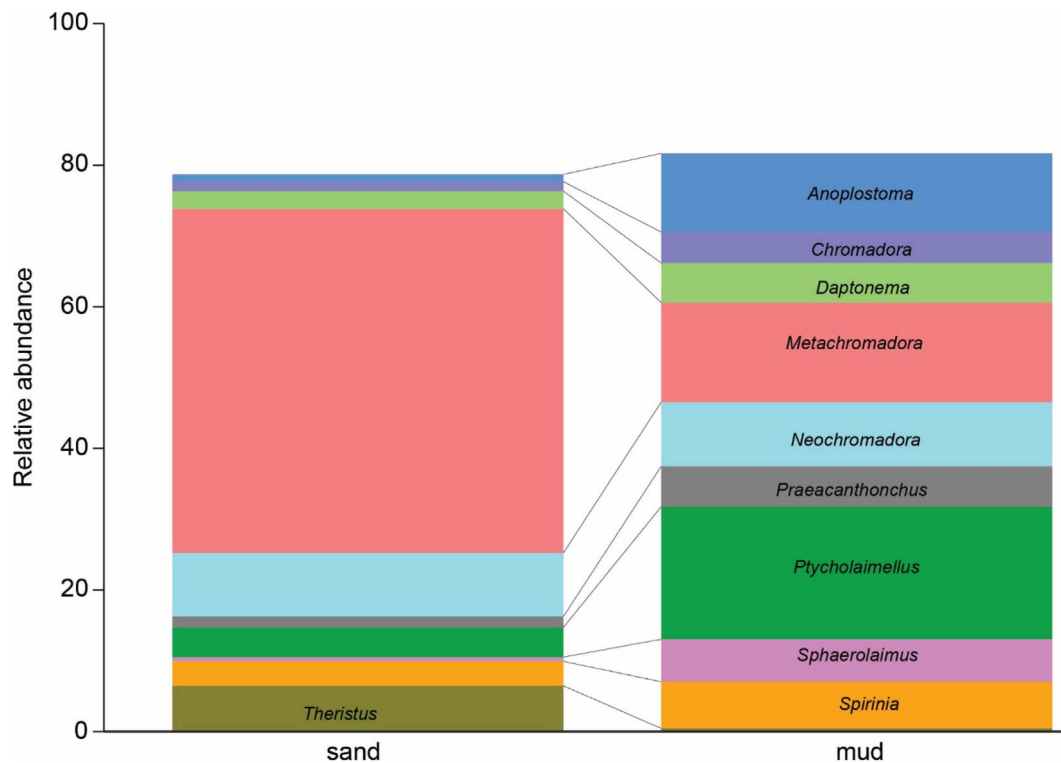 100
80
60
40
20
0
Relative abundance
Anoplostoma
Chromadora
Daptonema
Metachromadora
Neochromadora
Praeacanthonchus
Ptycholaimellus
Sphaerolaimus
Spirinia
Theristus
sand
mud